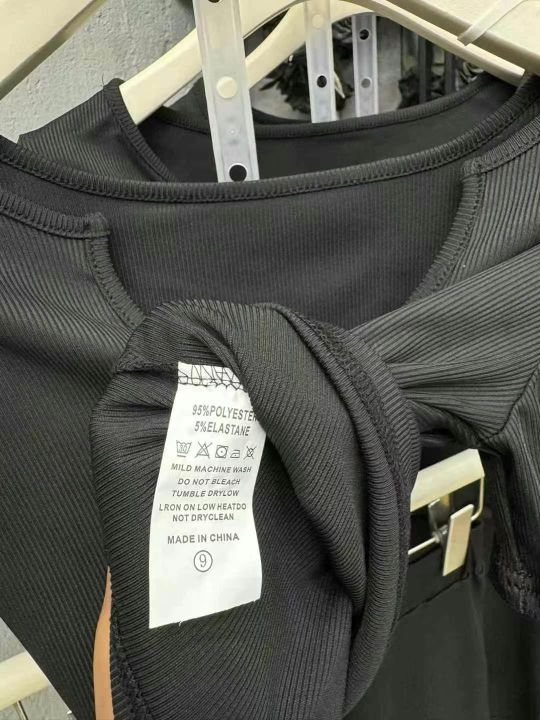 95%POLYESTER
5%ELASTANE
MILD MACHINE WASH
DO NOT BLEACH
TUMBLE DRYLOW
LRON ON LOW HEATDO
NOT DRYCLEAN
MADE IN CHINA
9